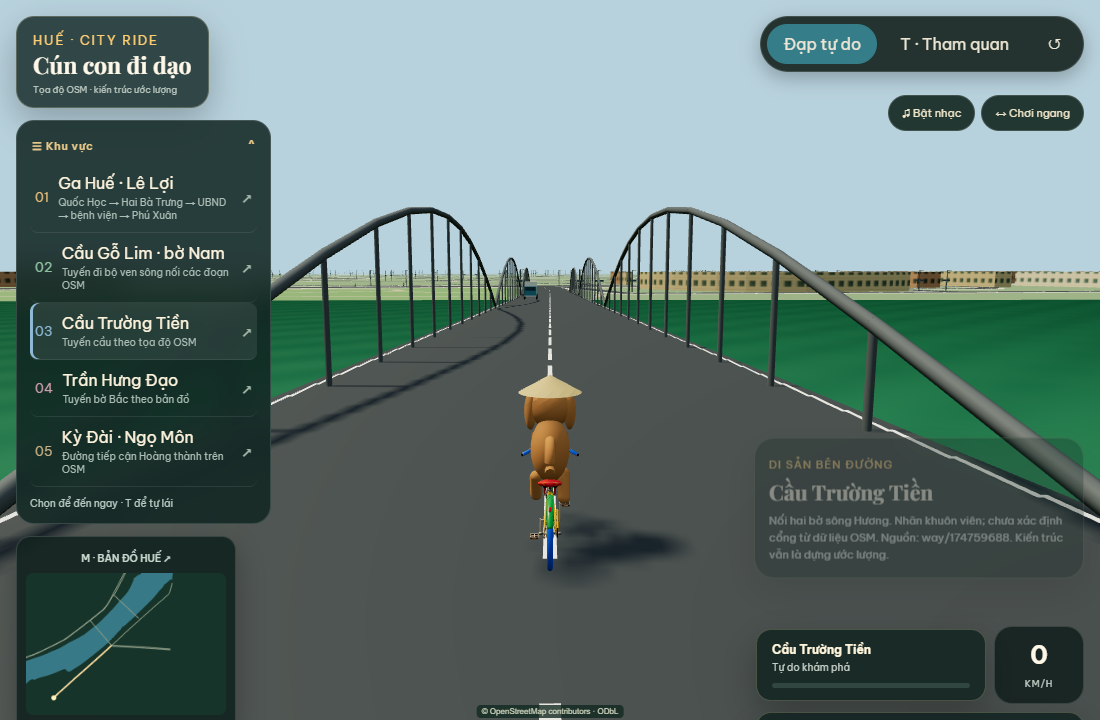 HUẾ · CITY RIDE
Cún con đi dạo
Tọa độ OSM · kiến trúc ước lượng
Đạp tự do
T · Tham quan
↺
♫ Bật nhạc
↔ Chơi ngang
☰ Khu vực
01
Ga Huế · Lê Lợi
Quốc Học → Hai Bà Trưng → UBND
→ bệnh viện → Phú Xuân
↗
02
Cầu Gỗ Lim · bờ Nam
Tuyến đi bộ ven sông nối các đoạn
OSM
↗
03
Cầu Trường Tiền
Tuyến cầu theo tọa độ OSM
↗
04
Trần Hưng Đạo
Tuyến bờ Bắc theo bản đồ
↗
05
Kỳ Đài · Ngọ Môn
Đường tiếp cận Hoàng thành trên
OSM
↗
Chọn để đến ngay · T để tự lái
M · BẢN ĐỒ HUẾ ↗
DI SẢN BÊN ĐƯỜNG
Cầu Trường Tiền
Nối hai bờ sông Hương. Nhãn khuôn viên; chưa xác định
cổng từ dữ liệu OSM. Nguồn: way/174759688. Kiến trúc
vẫn là dựng ước lượng.
Cầu Trường Tiền
Tự do khám phá
0
KM/H
© OpenStreetMap contributors · ODbL